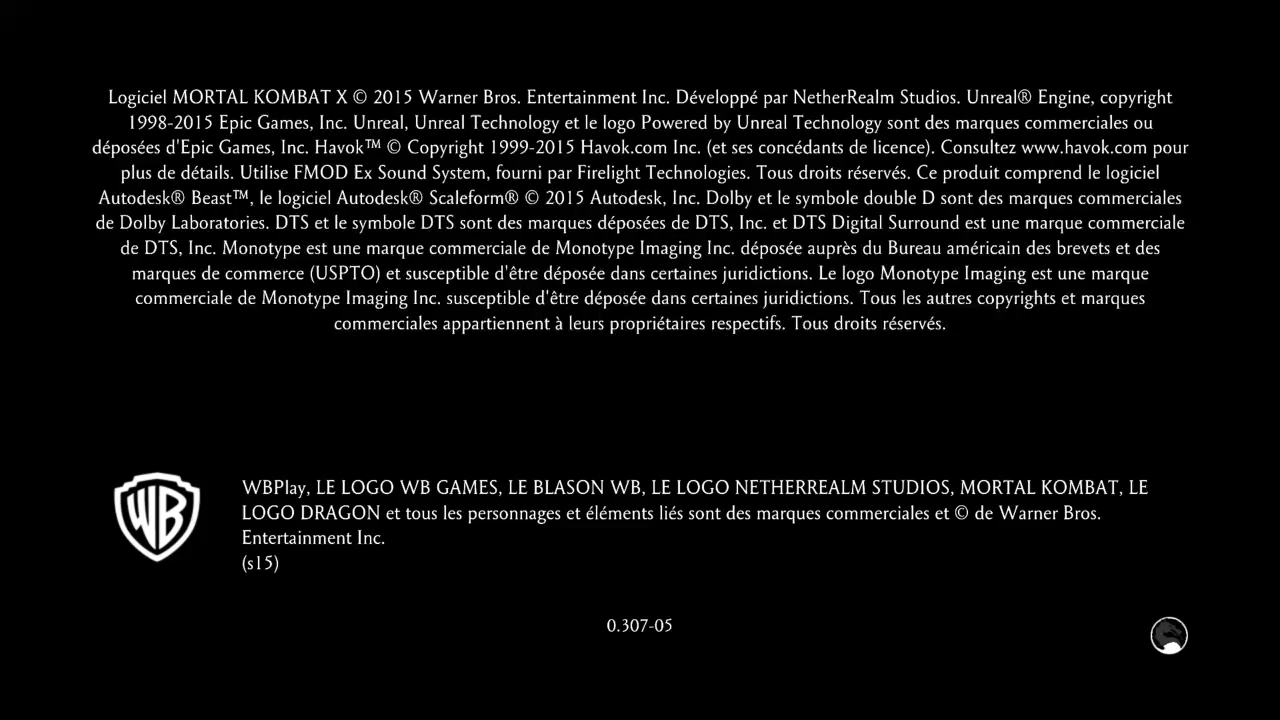 Logiciel MORTAL KOMBAT X © 2015 Warner Bros. Entertainment Inc. Développé par NetherRealm Studios. Unreal® Engine, copyright
1998-2015 Epic Games, Inc. Unreal, Unreal Technology et le logo Powered by Unreal Technology sont des marques commerciales ou
déposées d'Epic Games, Inc. Havok™ © Copyright 1999-2015 Havok.com Inc. (et ses concédants de licence). Consultez www.havok.com pour
plus de détails. Utilise FMOD Ex Sound System, fourni par Firelight Technologies. Tous droits réservés. Ce produit comprend le logiciel
Autodesk® Beast™, le logiciel Autodesk® Scaleform® © 2015 Autodesk, Inc. Dolby et le symbole double D sont des marques commerciales
de Dolby Laboratories. DTS et le symbole DTS sont des marques déposées de DTS, Inc. et DTS Digital Surround est une marque commerciale
de DTS, Inc. Monotype est une marque commerciale de Monotype Imaging Inc. déposée auprès du Bureau américain des brevets et des
marques de commerce (USPTO) et susceptible d'être déposée dans certaines juridictions. Le logo Monotype Imaging est une marque
commerciale de Monotype Imaging Inc. susceptible d'être déposée dans certaines juridictions. Tous les autres copyrights et marques
commerciales appartiennent à leurs propriétaires respectifs. Tous droits réservés.
WB
WBPlay, LE LOGO WB GAMES, LE BLASON WB, LE LOGO NETHERREALM STUDIOS, MORTAL KOMBAT, LE
LOGO DRAGON et tous les personnages et éléments liés sont des marques commerciales et © de Warner Bros.
Entertainment Inc.
(s15)
0.307-05